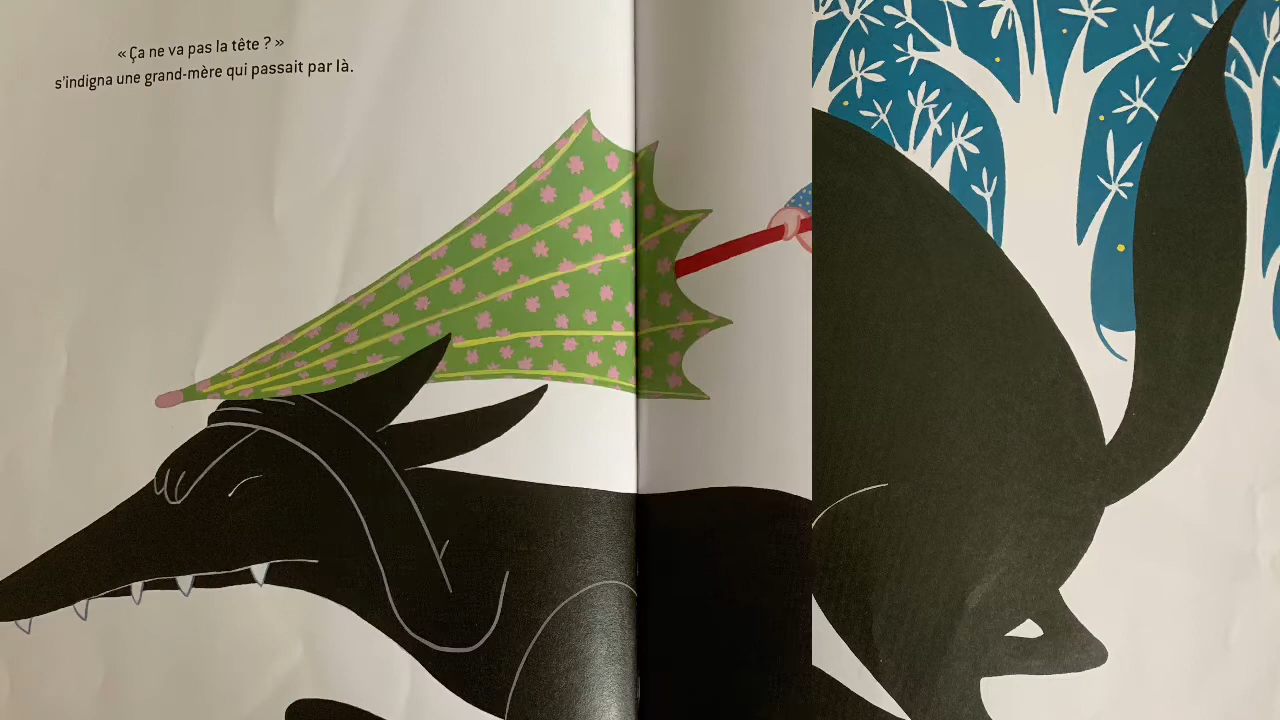 « Ça ne va pas la tête ? »
s'indigna une grand-mère qui passait par là.